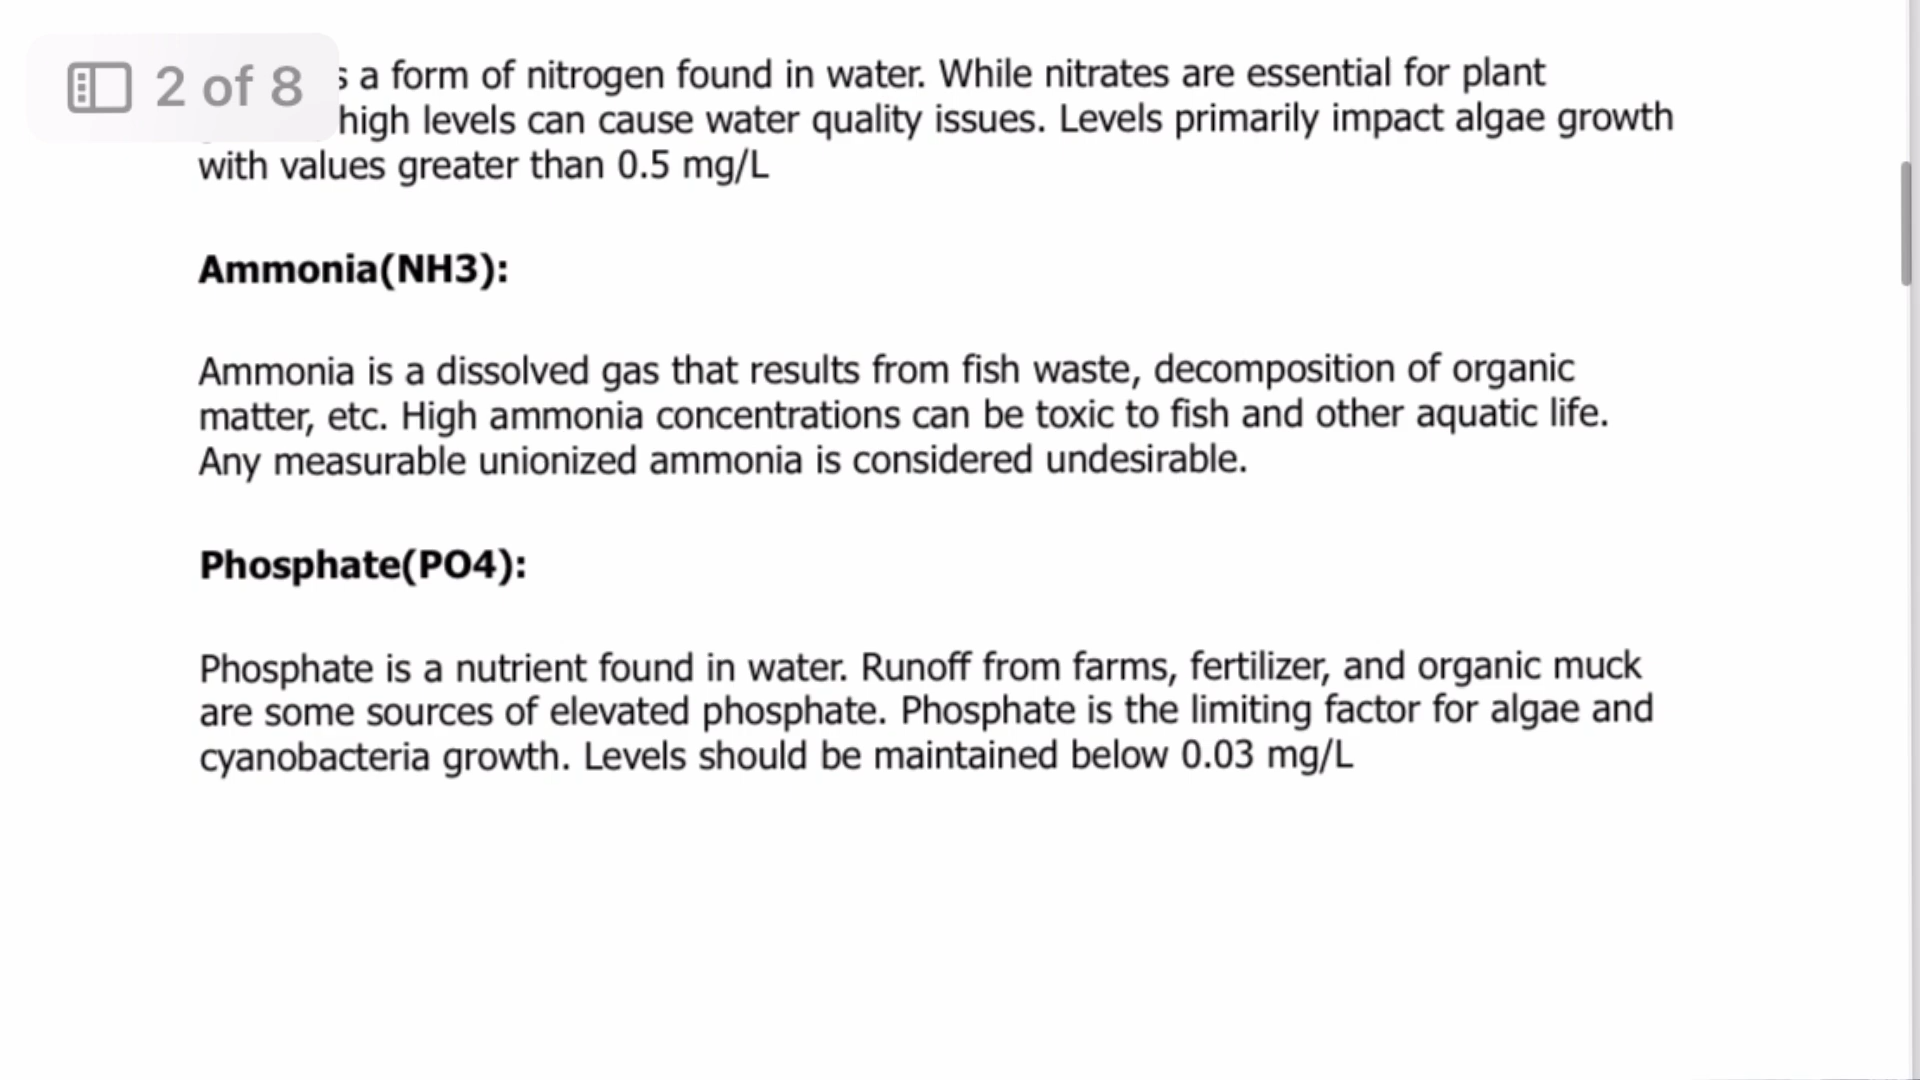 2 of 8
s a form of nitrogen found in water. While nitrates are essential for plant
high levels can cause water quality issues. Levels primarily impact algae growth
with values greater than 0.5 mg/L
Ammonia(NH3):
Ammonia is a dissolved gas that results from fish waste, decomposition of organic
matter, etc. High ammonia concentrations can be toxic to fish and other aquatic life.
Any measurable unionized ammonia is considered undesirable.
Phosphate(PO4):
Phosphate is a nutrient found in water. Runoff from farms, fertilizer, and organic muck
are some sources of elevated phosphate. Phosphate is the limiting factor for algae and
cyanobacteria growth. Levels should be maintained below 0.03 mg/L